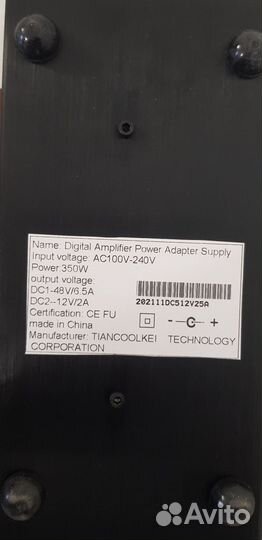 Name: Digital Amplifier Power Adapter Supply
Input voltage: AC100V-240V
Power:350W
output voltage:
DC1-48V/6.5A
DC2--12V/2A
202111DC512V25A
Certification: CE FU
made in China
- +
Manufacturer: TIANCOOLKEI TECHNOLOGY
CORPORATION
Avito